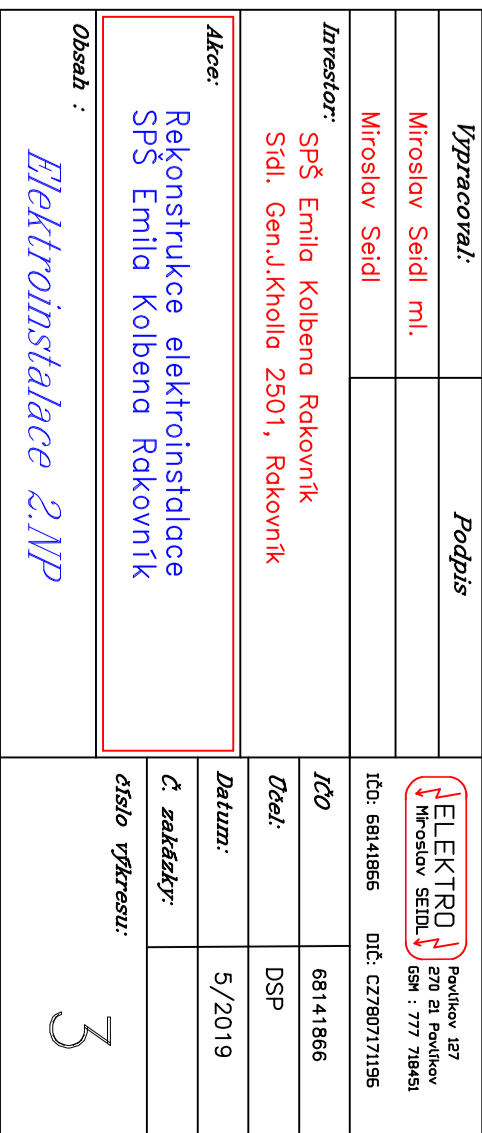 Vypracoval:
Podpis
Miroslav Seidl ml.
Miroslav Seidl
ELEKTRO
Miroslav SEIDL
Pavlíkov 127
270 21 Pavlíkov
GSM : 777 718451
IČO: 68141866 DIČ: CZ7807171196
Investor:
SPŠ Emila Kolbena Rakovník
Sídl. Gen.J.Kholla 2501, Rakovník
IČO 68141866
Účel: DSP
Akce:
Rekonstrukce elektroinstalace
SPŠ Emila Kolbena Rakovník
Datum: 5/2019
Č. zakázky:
Obsah :
Elektroinstalace 2.NP
číslo výkresu:
3